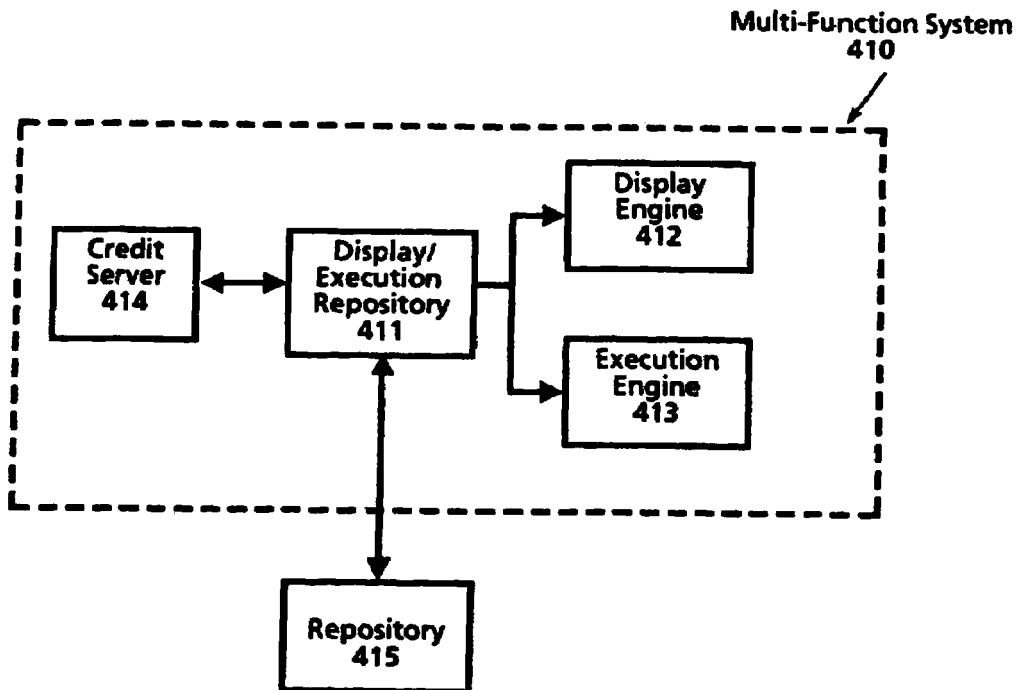 Multi-Function System
410
Display
Engine
412
Credit
Server
414
Display/
Execution
Repository
411
Execution
Engine
413
Repository
415